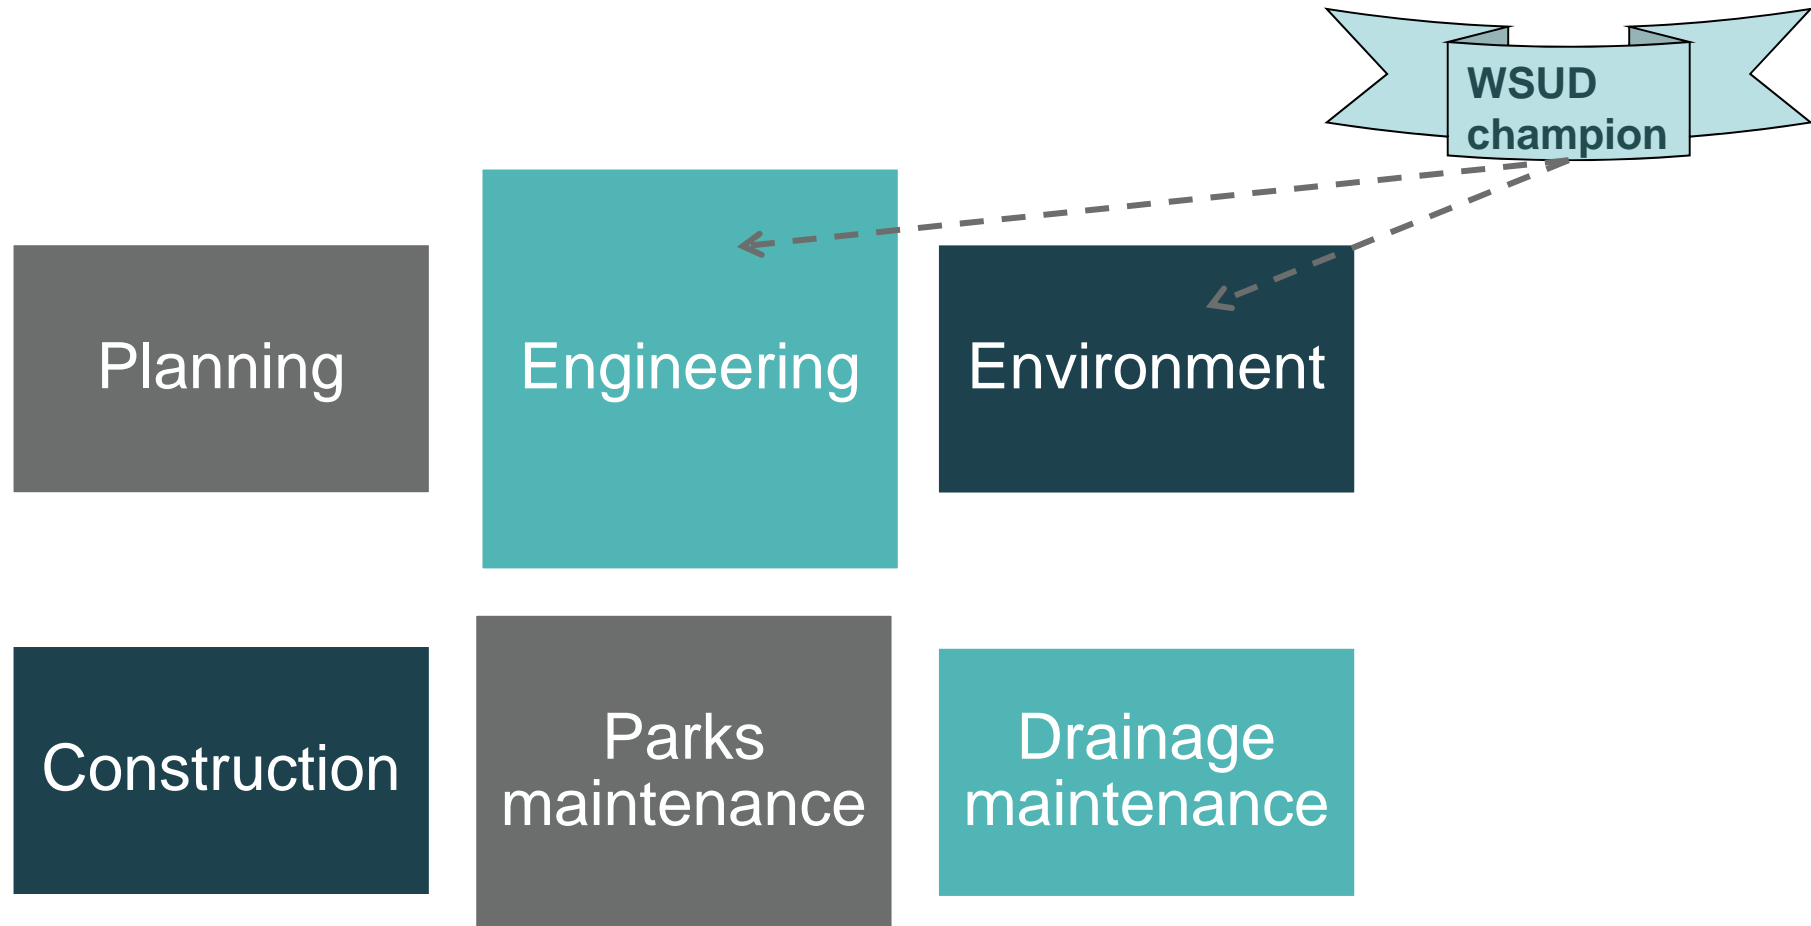 WSUD
champion
Planning
Engineering
Environment
Construction
Parks
maintenance
Drainage
maintenance